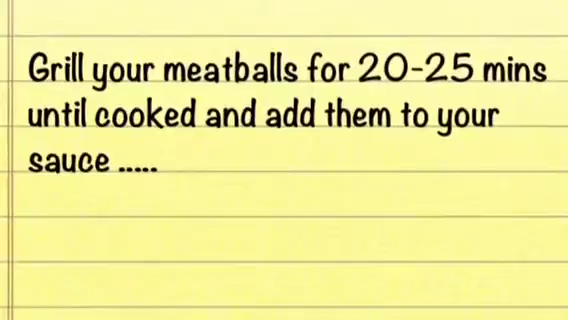 Grill your meatballs for 20-25 mins
until cooked and add them to your
sauce .....